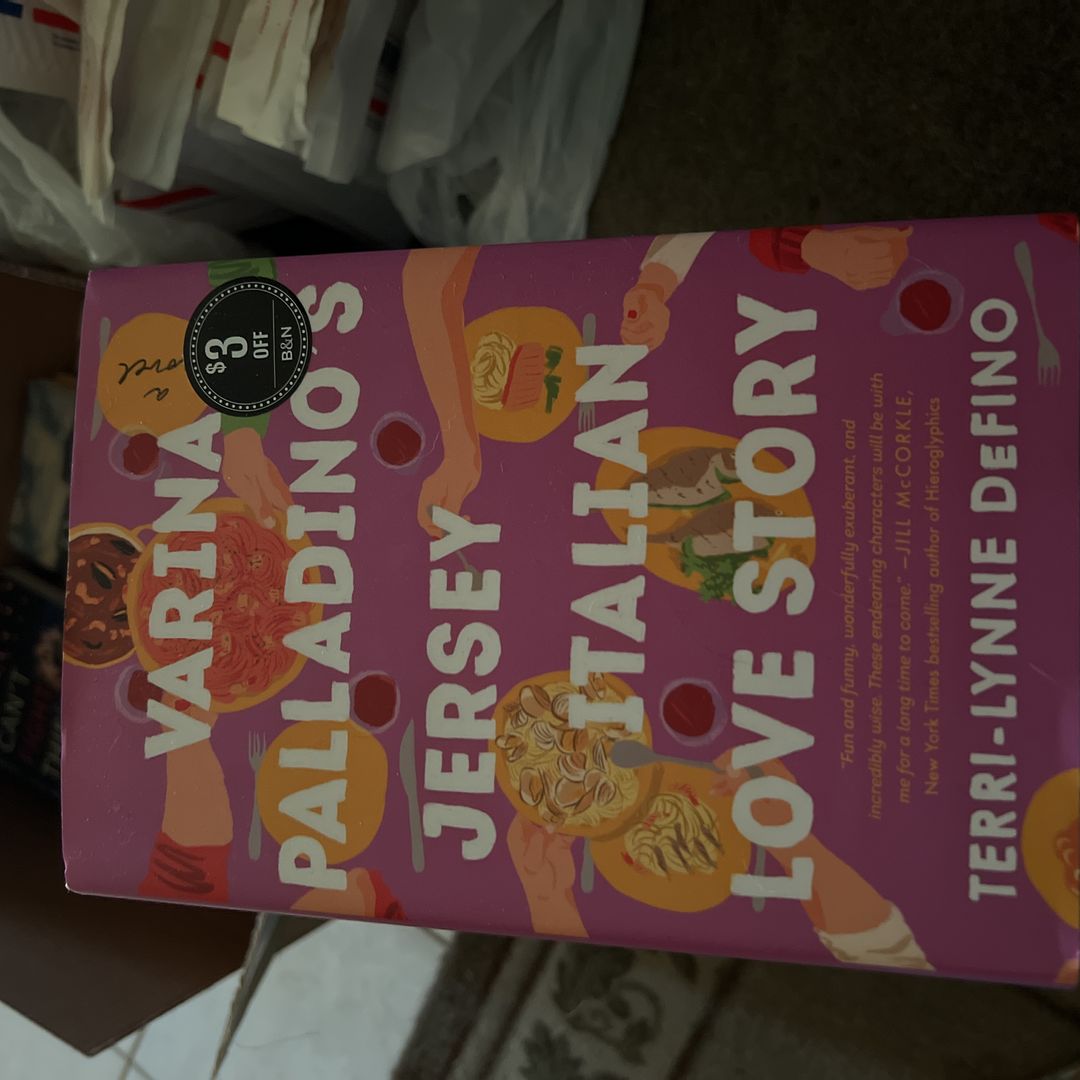 VARINA
PALLADINO'S
JERSEY
ITALIAN
LOVE STORY
a
$3
OFF
B&N
"Fun and funny, wonderfully exuberant, and
incredibly wise. These endearing characters will be with
me for a long time to come." —JILL McCORKLE,
New York Times bestselling author of Hieroglyphics
TERRI-LYNNE DEFINO
CAN'T